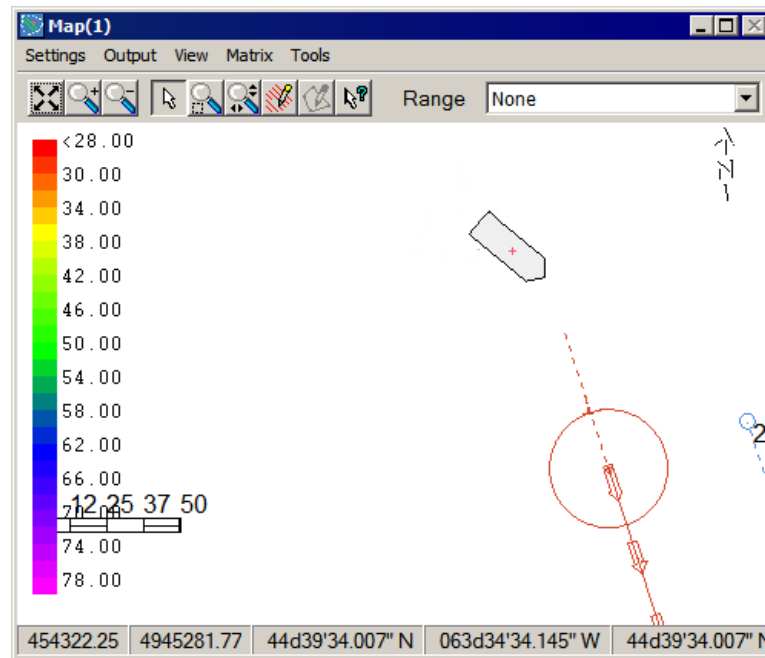 Map(1)
Settings Output View Matrix Tools
Range None
<28.00
30.00
34.00
38.00
42.00
46.00
50.00
54.00
58.00
62.00
66.00
12 25 37 50
74.00
78.00
N
2
454322.25 4945281.77 44d39'34.007" N 063d34'34.145" W 44d39'34.007" N